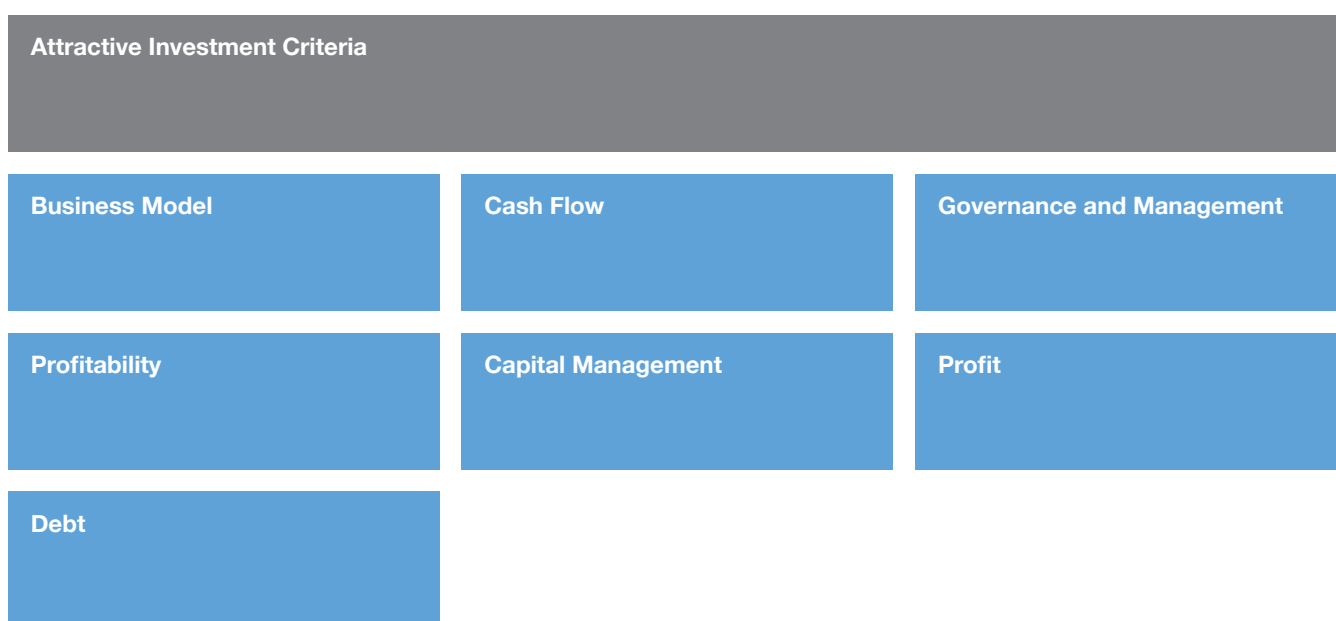 Attractive Investment Criteria
Business Model
Cash Flow
Governance and Management
Profitability
Capital Management
Profit
Debt